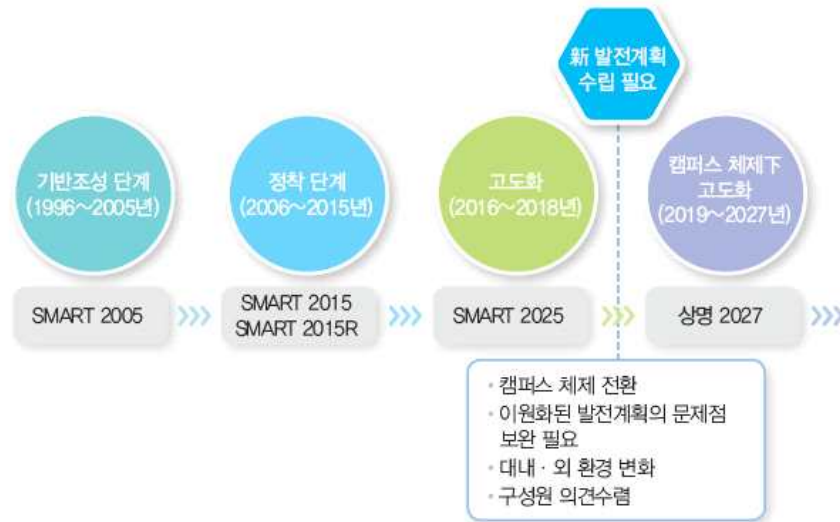 新 발전계획
수립 필요
기반조성 단계
(1996~2005년)
정착 단계
(2006~2015년)
고도화
(2016~2018년)
캠퍼스 체제下
고도화
(2019~2027년)
SMART 2005
SMART 2015
SMART 2015R
SMART 2025
상명 2027
· 캠퍼스 체제 전환
· 이원화된 발전계획의 문제점
보완 필요
· 대내 · 외 환경 변화
· 구성원 의견수렴